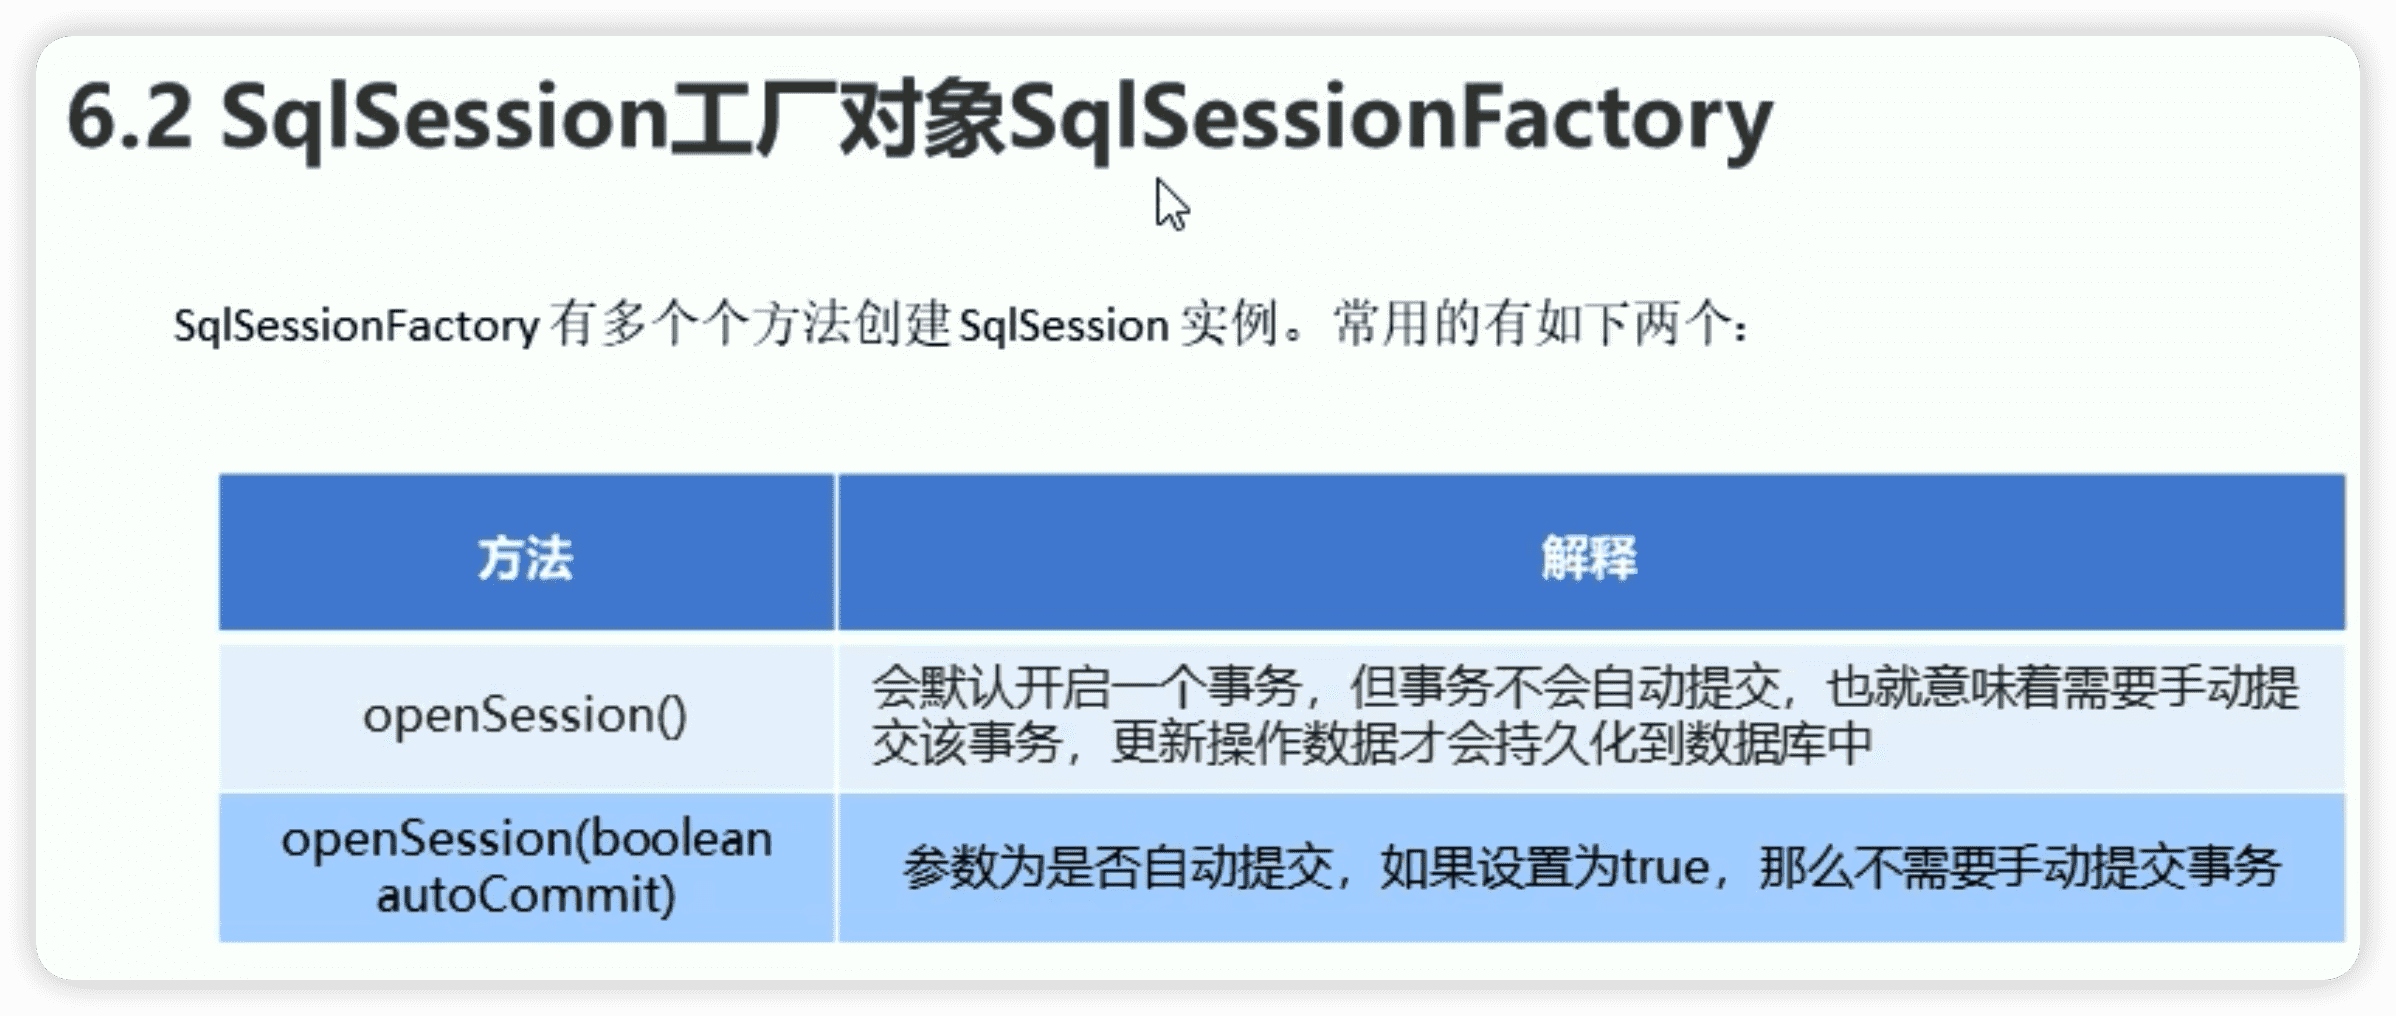 6.2 SqlSession工厂对象SqlSessionFactory
SqlSessionFactory 有多个个方法创建 SqlSession 实例。常用的有如下两个：
方法
解释
openSession()
会默认开启一个事务，但事务不会自动提交，也就意味着需要手动提
交该事务，更新操作数据才会持久化到数据库中
openSession(boolean
autoCommit)
参数为是否自动提交，如果设置为true，那么不需要手动提交事务